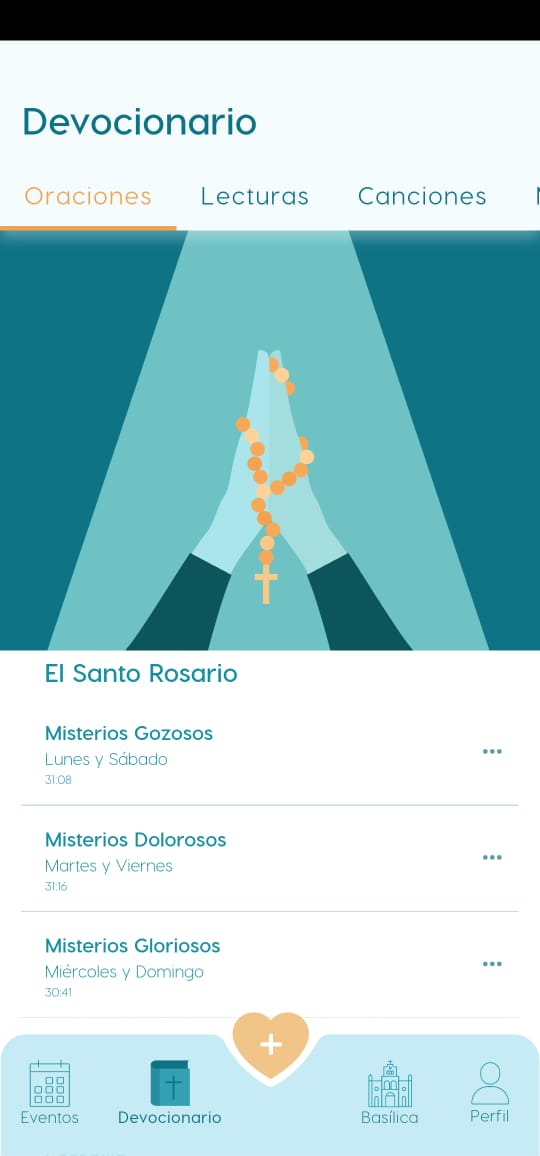 Devocionario
Oraciones Lecturas Canciones
El Santo Rosario
Misterios Gozosos
Lunes y Sábado
31:08
Misterios Dolorosos
Martes y Viernes
31:16
Misterios Gloriosos
Miércoles y Domingo
30:41
+
Eventos Devocionario Basílica Perfil